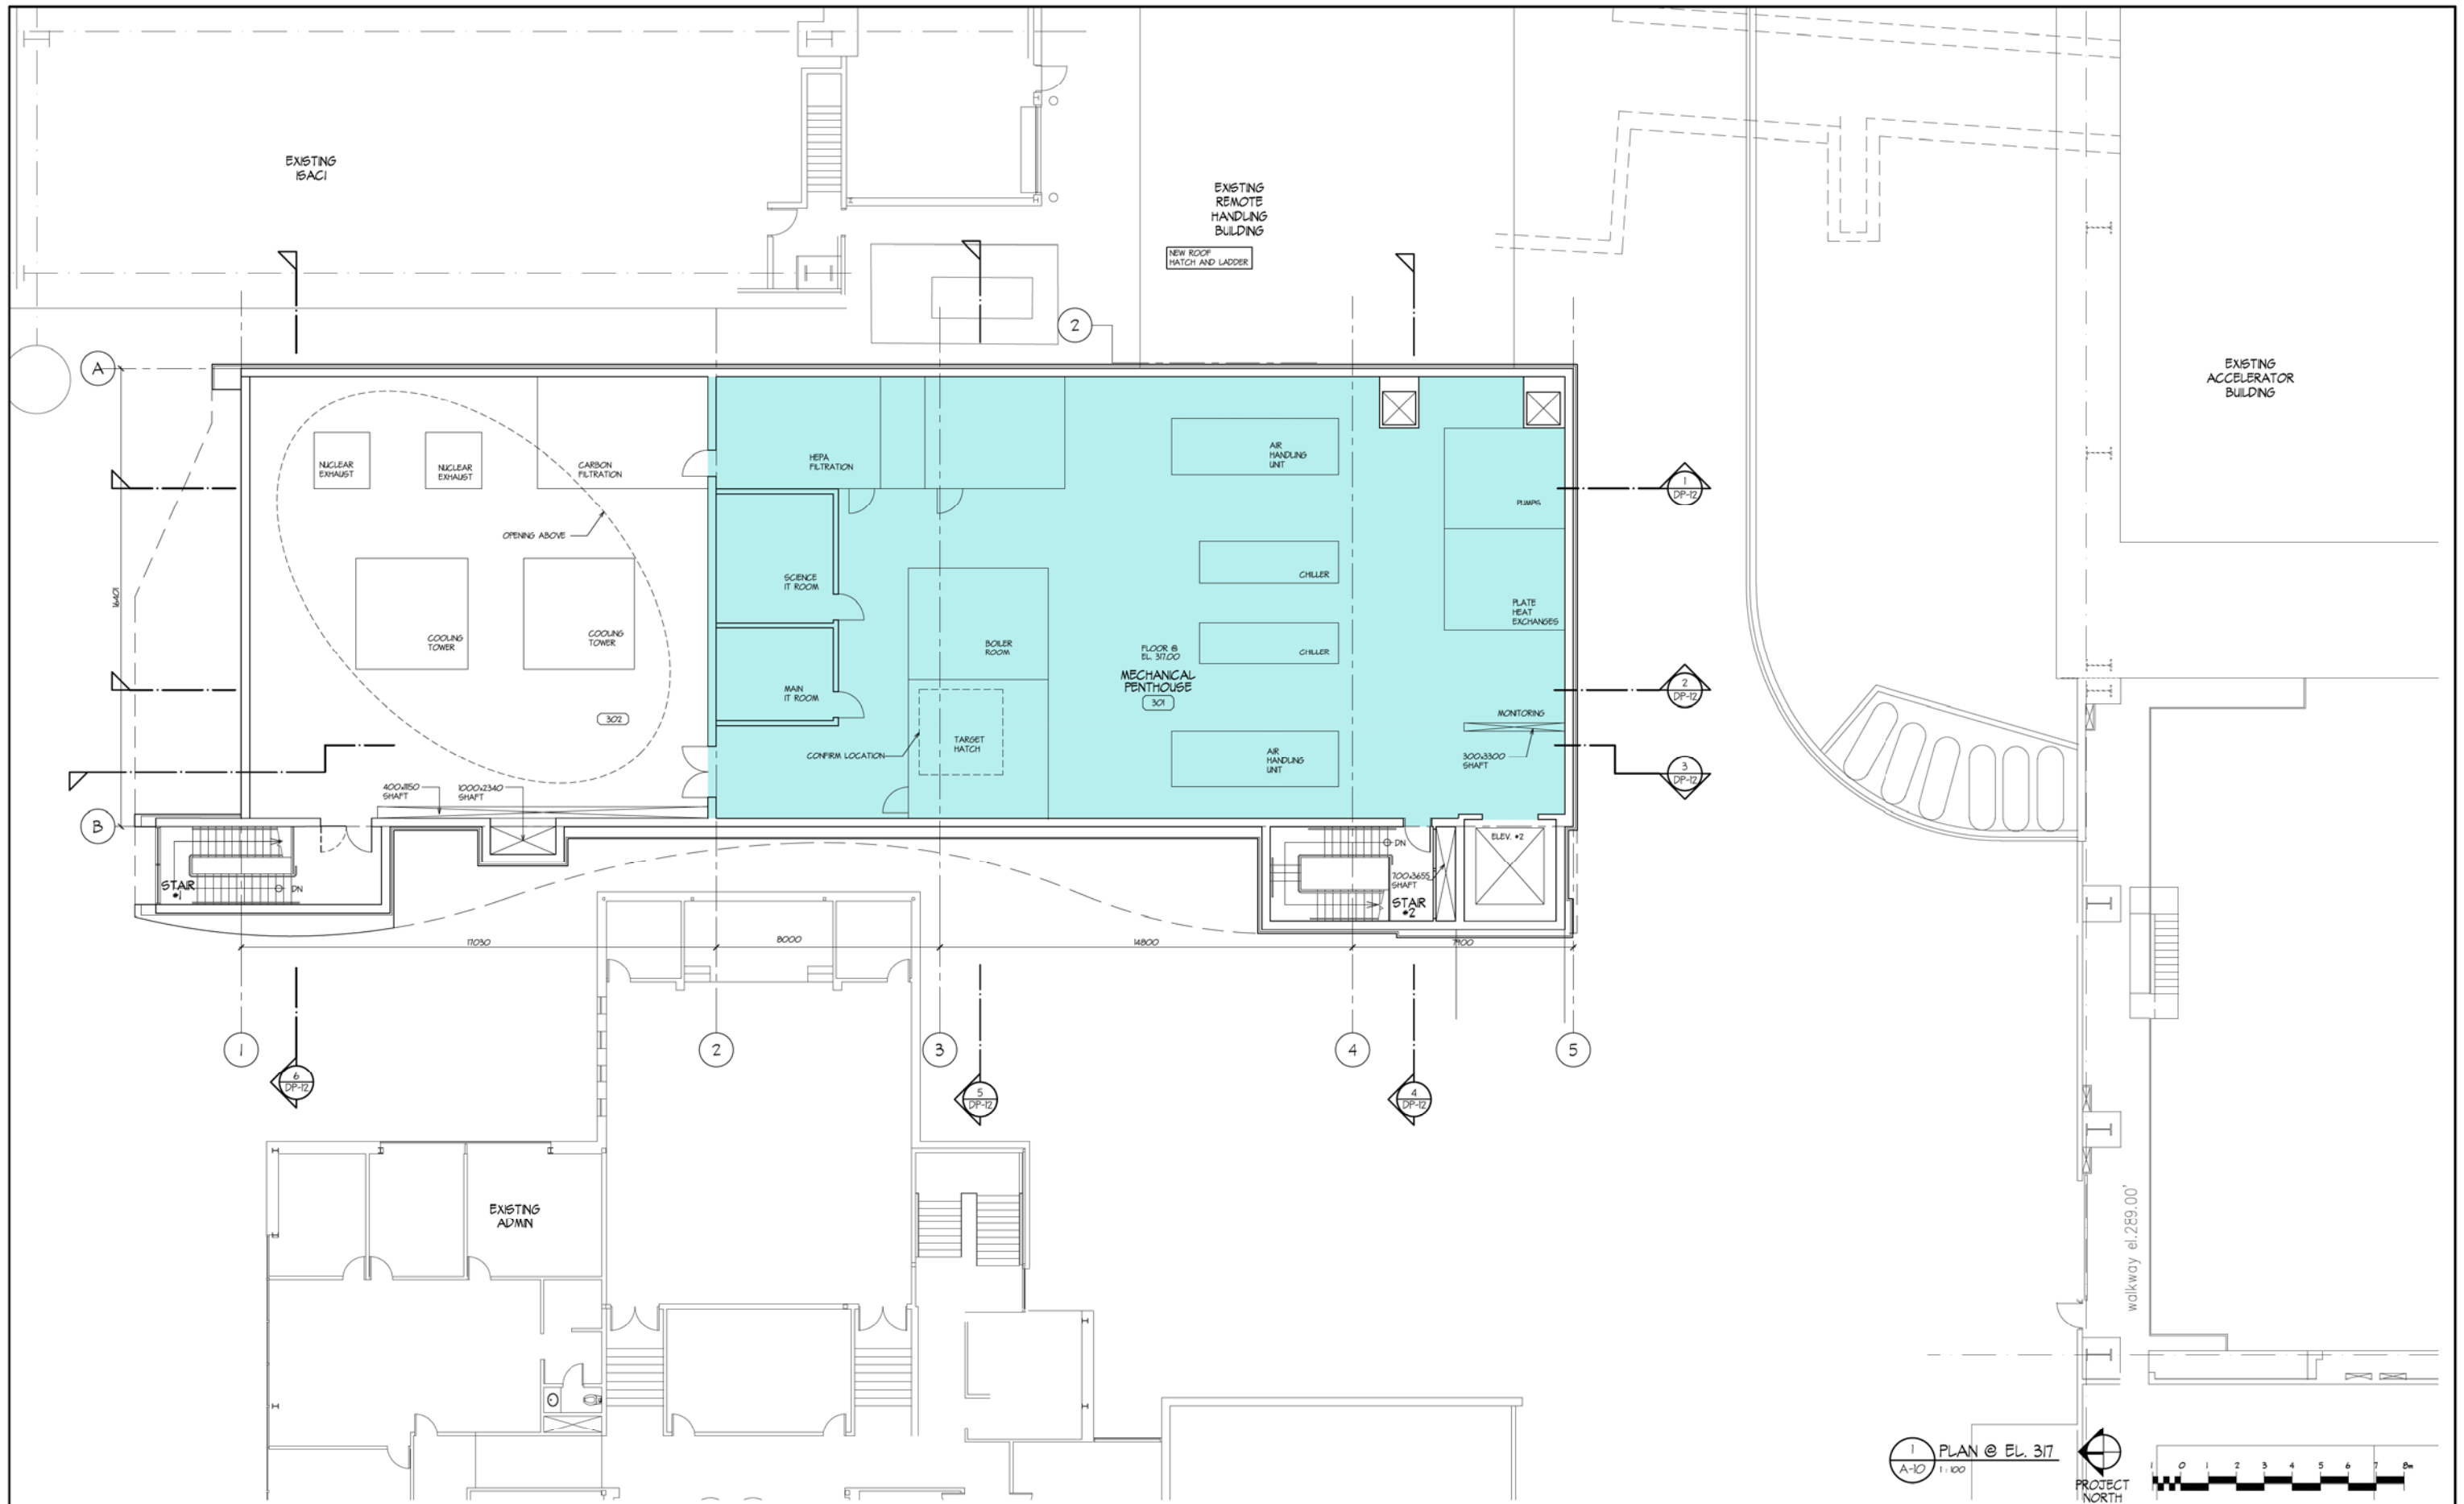 EXISTING
ISAC1
EXISTING
REMOTE
HANDLING
BUILDING
NEW ROOF
HATCH AND LADDER
2
A
EXISTING
ACCELERATOR
BUILDING
NUCLEAR
EXHAUST
NUCLEAR
EXHAUST
CARBON
FILTRATION
HEPA
FILTRATION
AIR
HANDLING
UNIT
PUMPS
1
DP-12
OPENING ABOVE
SCIENCE
IT ROOM
CHILLER
PLATE
HEAT
EXCHANGES
16401
COOLING
TOWER
COOLING
TOWER
BOILER
ROOM
FLOOR @
EL. 317.00
MECHANICAL
PENTHOUSE
301
CHILLER
MAIN
IT ROOM
2
DP-12
302
MONITORING
CONFIRM LOCATION
TARGET
HATCH
AIR
HANDLING
UNIT
300x3300
SHAFT
3
DP-12
400x1150
SHAFT
1000x2340
SHAFT
B
STAIR
#1
DN
DN
ELEV. #2
700x3655
SHAFT
STAIR
#2
17030
8000
14800
7900
1
2
3
4
5
6
DP-12
5
DP-12
4
DP-12
EXISTING
ADMIN
walkway el.289.00'
1
A-10
PLAN @ EL. 317
1 : 100
PROJECT
NORTH
1 0 1 2 3 4 5 6 7 8m